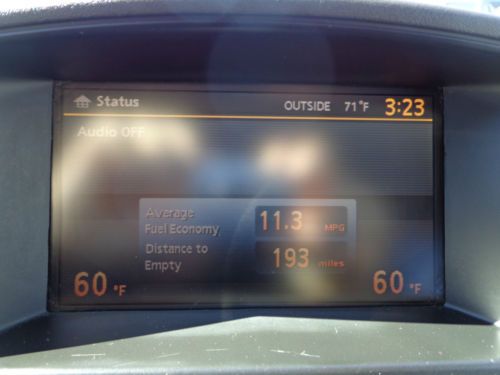 Status OUTSIDE 71°F 3:23
Audio OFF
Average
Fuel Economy 11.3 MPG
Distance to
Empty 193 miles
60 °F 60 °F